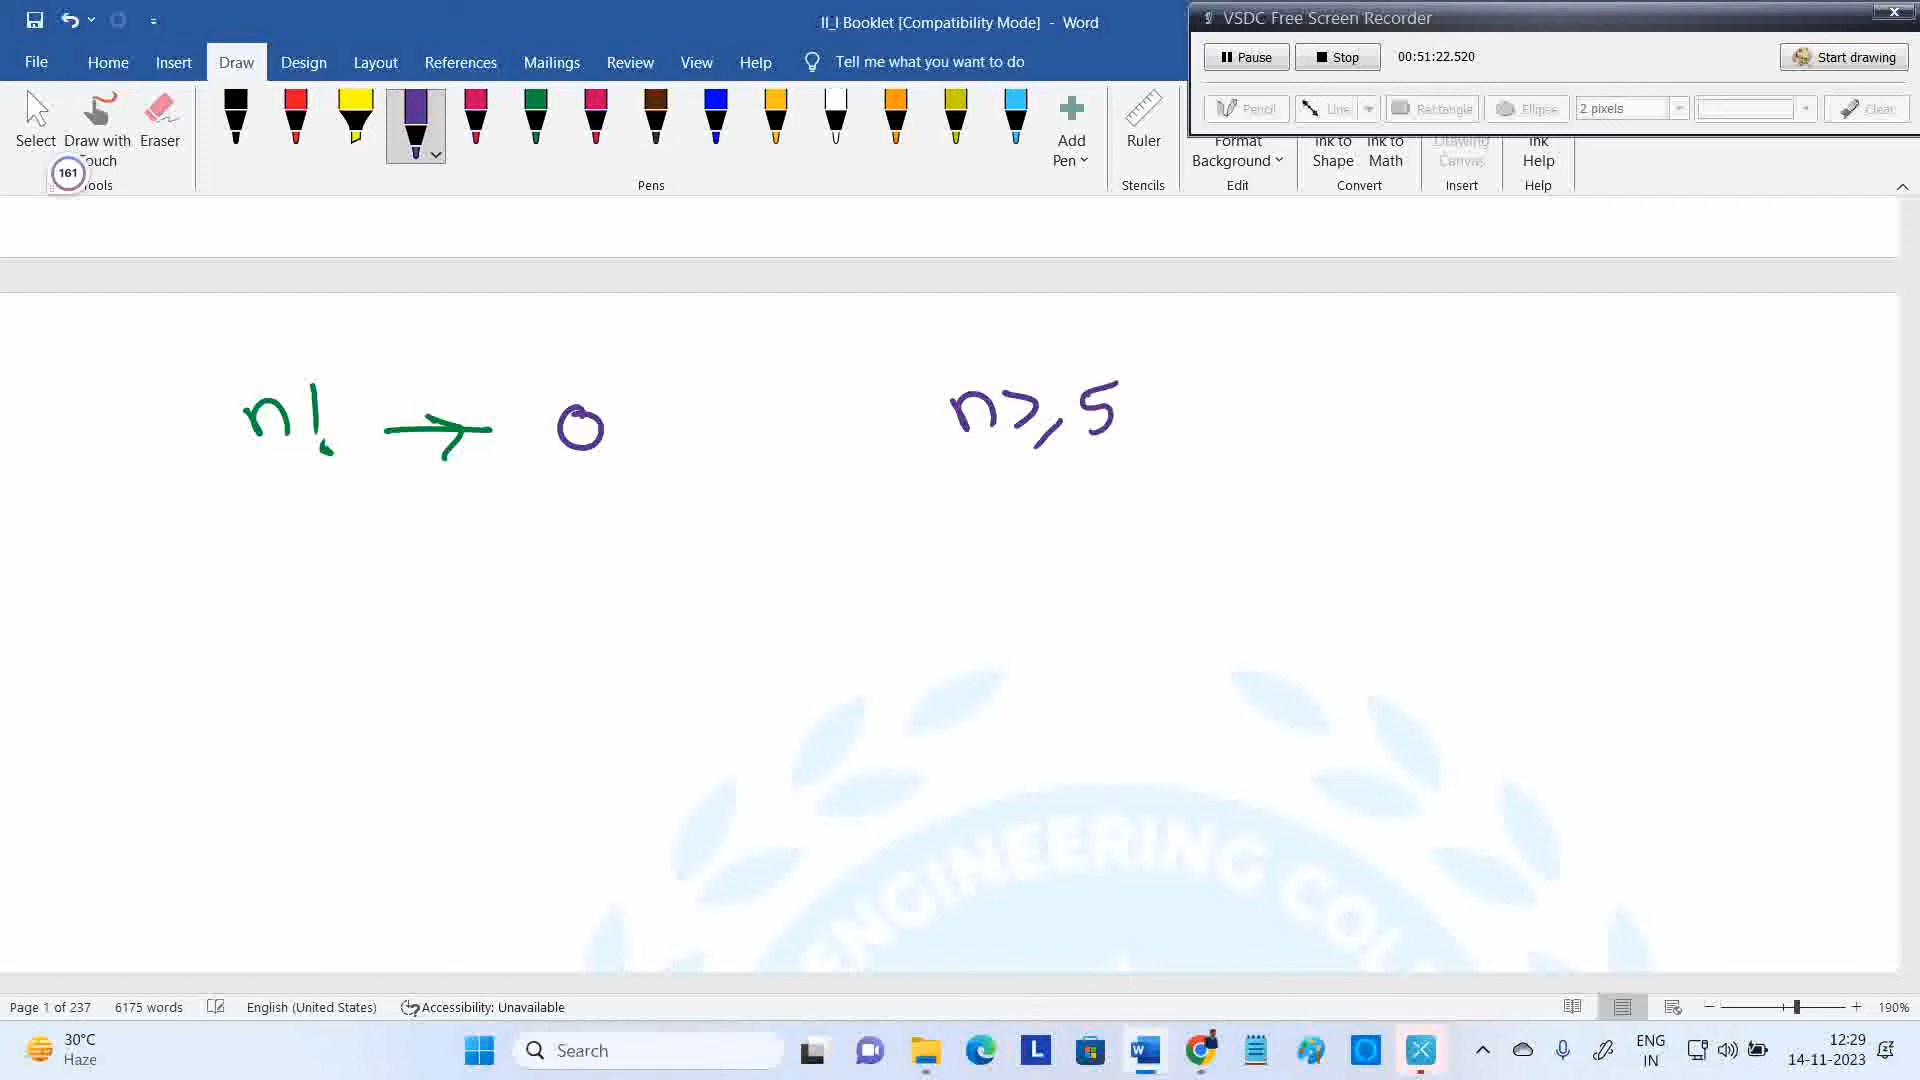 II_I Booklet [Compatibility Mode] - Word
VSDC Free Screen Recorder
Pause Stop 00:51:22.520 Start drawing
File Home Insert Draw Design Layout References Mailings Review View Help Tell me what you want to do
Pencil Line Rectangle Ellipse 2 pixels Clear
Select Draw with Touch Eraser Add Pen Ruler Format Background Ink to Shape Ink to Math Drawing Canvas Ink Help
161
Tools Pens Stencils Edit Convert Insert Help
n! → 0 n ≥ 5
ENGINEERING COLL
Page 1 of 237 6175 words English (United States) Accessibility: Unavailable 190%
30°C
Haze
Search
L
ENG
IN
12:29
14-11-2023